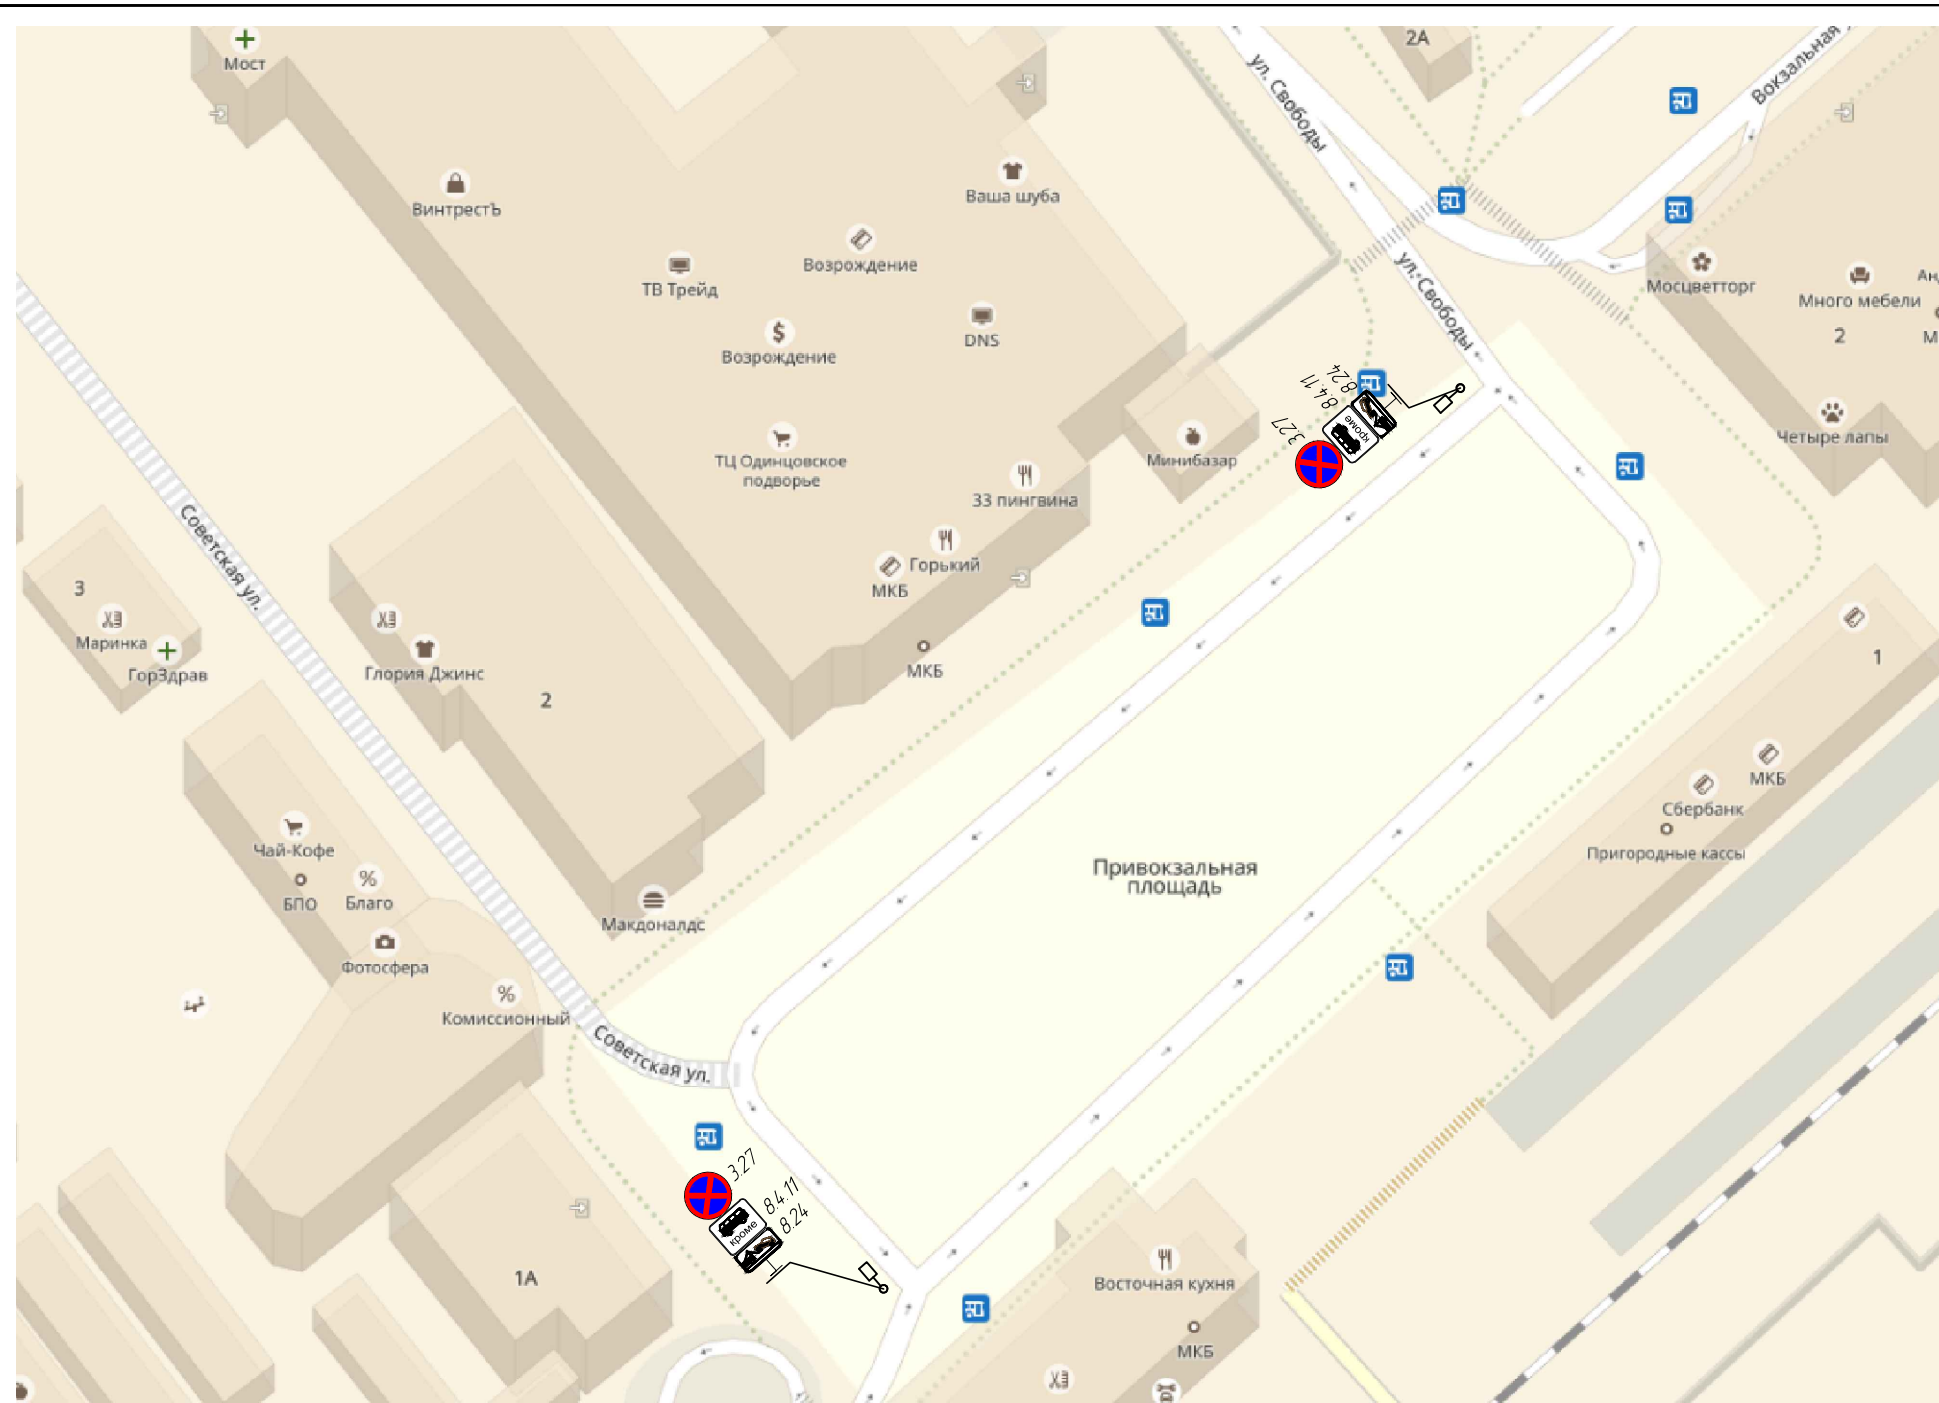 Мост
2А
Вокзальная
ул. Свободы
ВинтрестЪ
Ваша шуба
Возрождение
ТВ Трейд
DNS
Возрождение
ул. Свободы
Мосцветторг
Много мебели
2
8.24
8.4.11
3.27
кроме
Четыре лапы
Минибазар
ТЦ Одинцовское
подворье
33 пингвина
Горький
МКБ
МКБ
Советская ул.
3
Маринка
ГорЗдрав
Глория Джинс
2
1
МКБ
Сбербанк
Пригородные кассы
Чай-Кофе
БПО
Благо
Фотосфера
Макдоналдс
Комиссионный
Привокзальная
площадь
Советская ул.
3.27
8.4.11
8.24
кроме
1А
Восточная кухня
МКБ